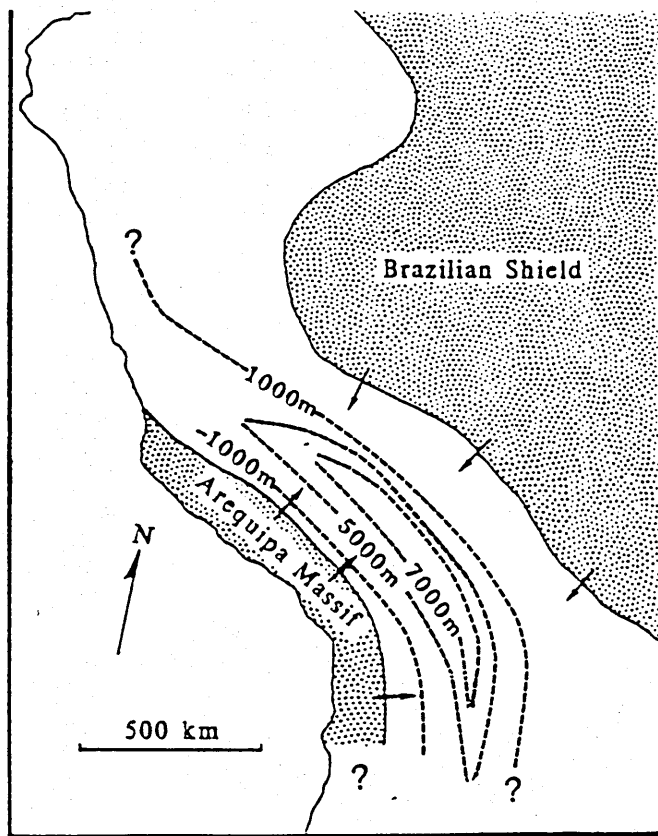 ?
Brazilian Shield
1000m
-1000m
Arequipa Massif
5000m
7000m
N
500 km
?
?